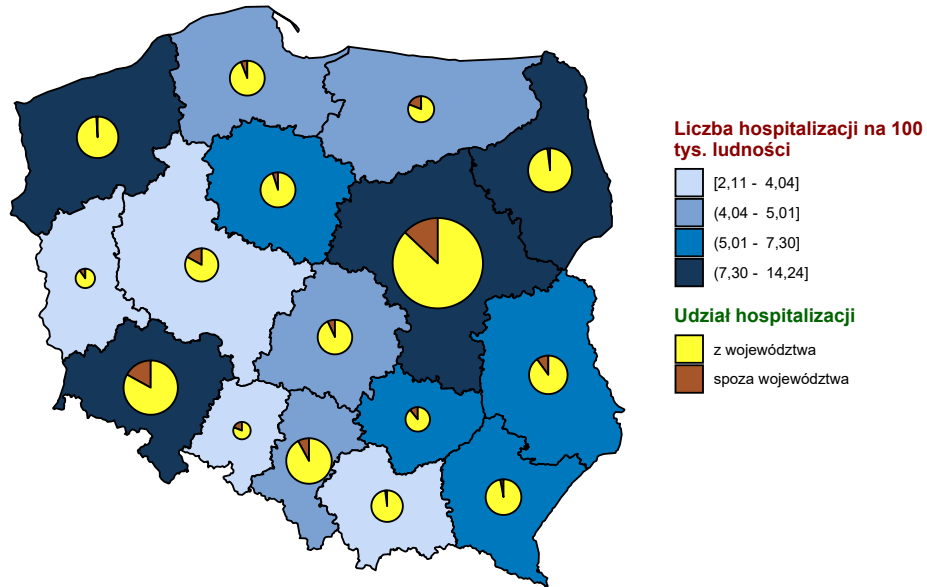 Liczba hospitalizacji na 100
tys. ludności
[2,11 - 4,04]
(4,04 - 5,01]
(5,01 - 7,30]
(7,30 - 14,24]
Udział hospitalizacji
z województwa
spoza województwa